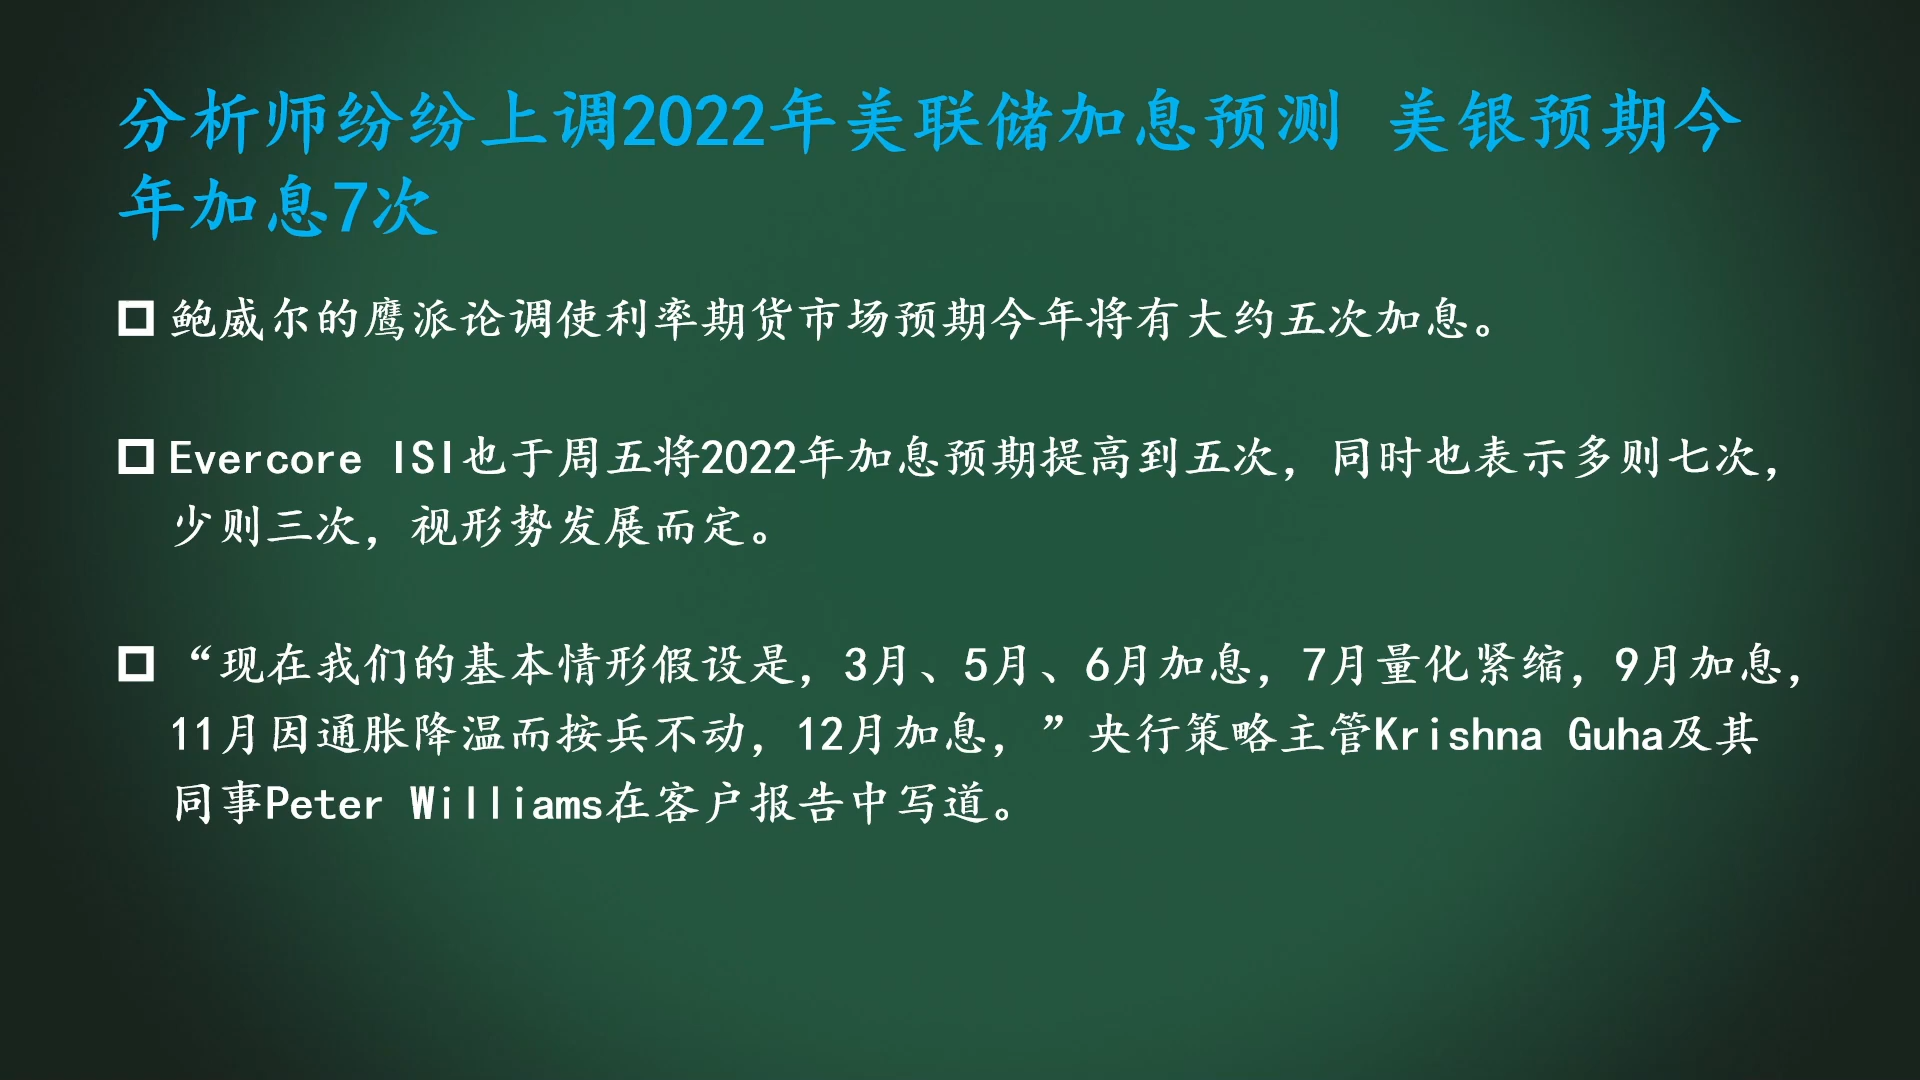 分析师纷纷上调2022年美联储加息预测 美银预期今
年加息7次
鲍威尔的鹰派论调使利率期货市场预期今年将有大约五次加息。
Evercore ISI也于周五将2022年加息预期提高到五次，同时也表示多则七次，
少则三次，视形势发展而定。
“现在我们的基本情形假设是，3月、5月、6月加息，7月量化紧缩，9月加息，
11月因通胀降温而按兵不动，12月加息，”央行策略主管Krishna Guha及其
同事Peter Williams在客户报告中写道。